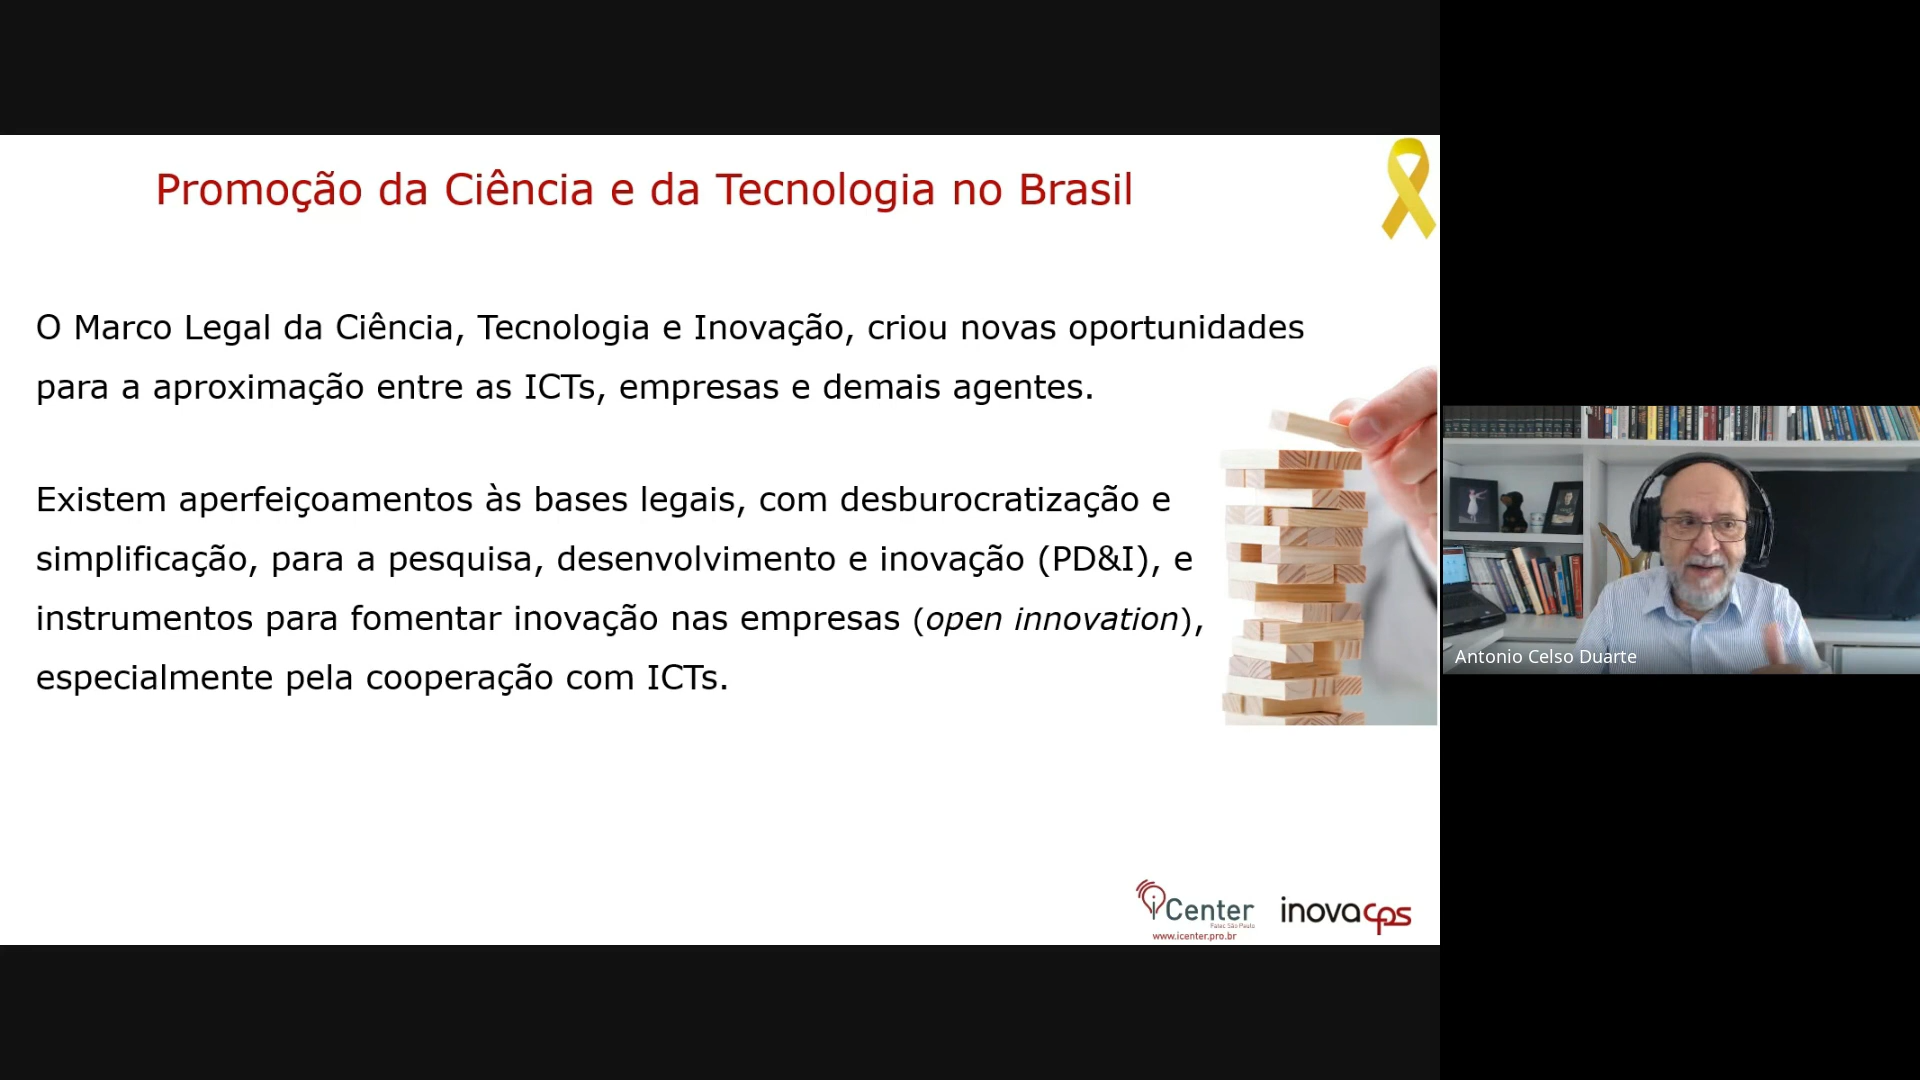 Promoção da Ciência e da Tecnologia no Brasil
O Marco Legal da Ciência, Tecnologia e Inovação, criou novas oportunidades
para a aproximação entre as ICTs, empresas e demais agentes.
Existem aperfeiçoamentos às bases legais, com desburocratização e
simplificação, para a pesquisa, desenvolvimento e inovação (PD&I), e
instrumentos para fomentar inovação nas empresas (open innovation),
especialmente pela cooperação com ICTs.
iCenter
Fatec São Paulo
www.icenter.pro.br
inovacps
Antonio Celso Duarte